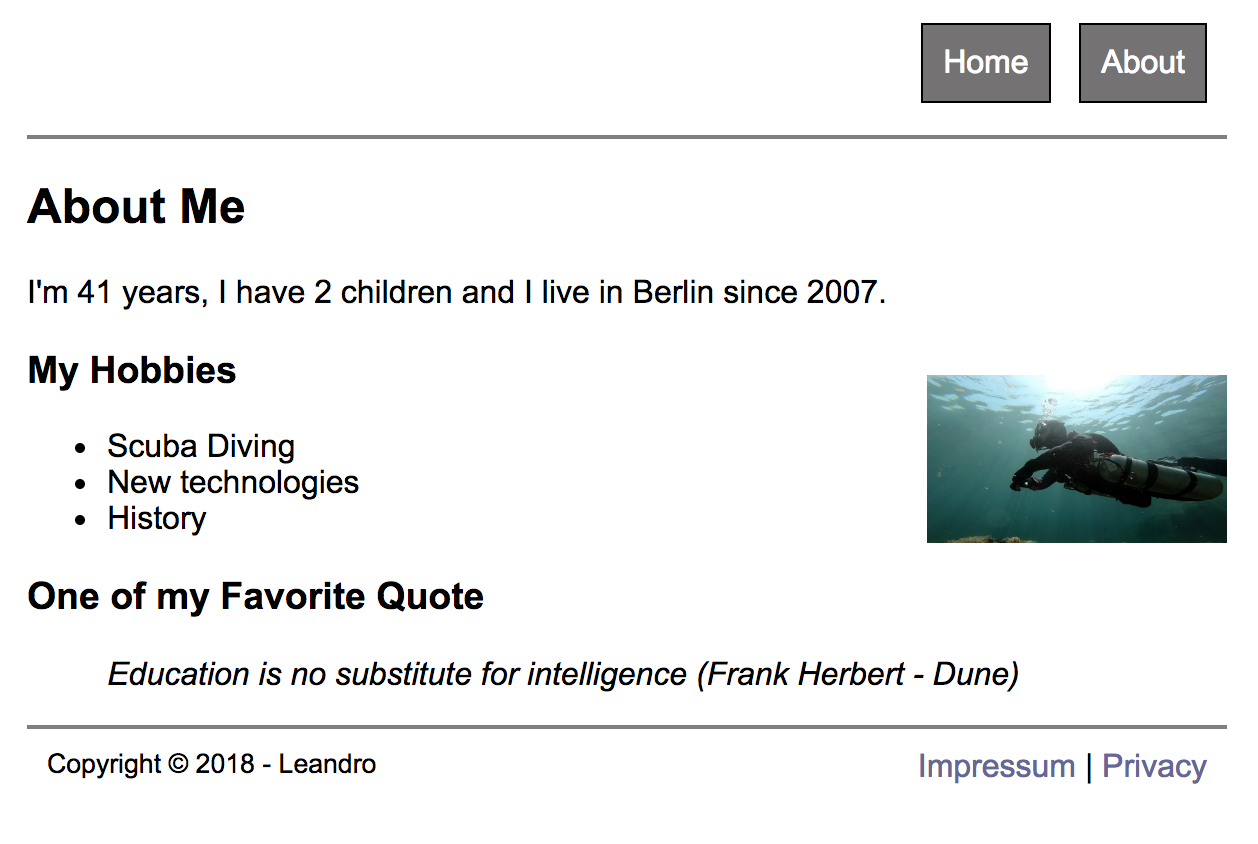 Home About
About Me
I'm 41 years, I have 2 children and I live in Berlin since 2007.
My Hobbies
• Scuba Diving
• New technologies
• History
One of my Favorite Quote
Education is no substitute for intelligence (Frank Herbert - Dune)
Copyright © 2018 - Leandro Impressum | Privacy